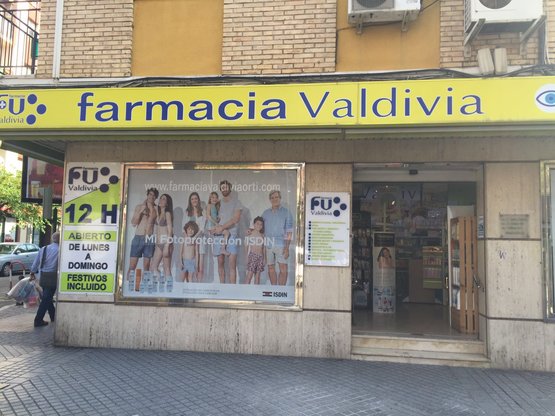 farmacia
FU
Valdivia
farmacia Valdivia
FU
Valdivia
12 H
ABIERTO
DE LUNES
A
DOMINGO
FESTIVOS
INCLUIDO
www.farmaciavaldiviaorti.com
Mi Fotoprotección ISDIN
ISDIN
FU
Valdivia